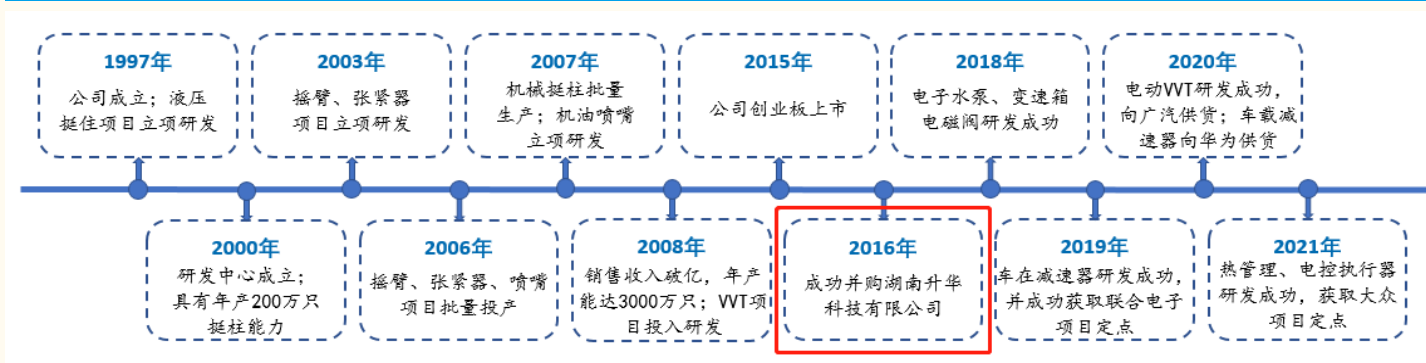 1997年
公司成立；液压
挺住项目立项研发
2003年
摇臂、张紧器
项目立项研发
2007年
机械挺柱批量
生产；机油喷嘴
立项研发
2015年
公司创业板上市
2018年
电子水泵、变速箱
电磁阀研发成功
2020年
电动VVT研发成功，
向广汽供货；车载减
速器向华为供货
2000年
研发中心成立；
具有年产200万只
挺柱能力
2006年
摇臂、张紧器、喷嘴
项目批量投产
2008年
销售收入破亿，年产
能达3000万只；VVT项
目投入研发
2016年
成功并购湖南升华
科技有限公司
2019年
车在减速器研发成功，
并成功获取联合电子
项目定点
2021年
热管理、电控执行器
研发成功，获取大众
项目定点